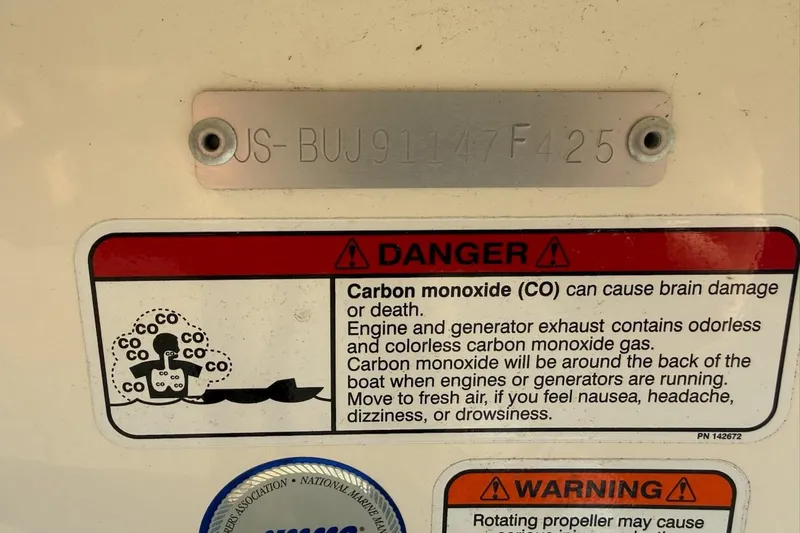 US-BUJ91147F425
DANGER
Carbon monoxide (CO) can cause brain damage
or death.
Engine and generator exhaust contains odorless
and colorless carbon monoxide gas.
Carbon monoxide will be around the back of the
boat when engines or generators are running.
Move to fresh air, if you feel nausea, headache,
dizziness, or drowsiness.
CO
CO CO
CO CO
CO CO CO
CO CO
CO CO
CO
PN 142672
ASSOCIATION • NATIONAL MARINE
WARNING
Rotating propeller may cause